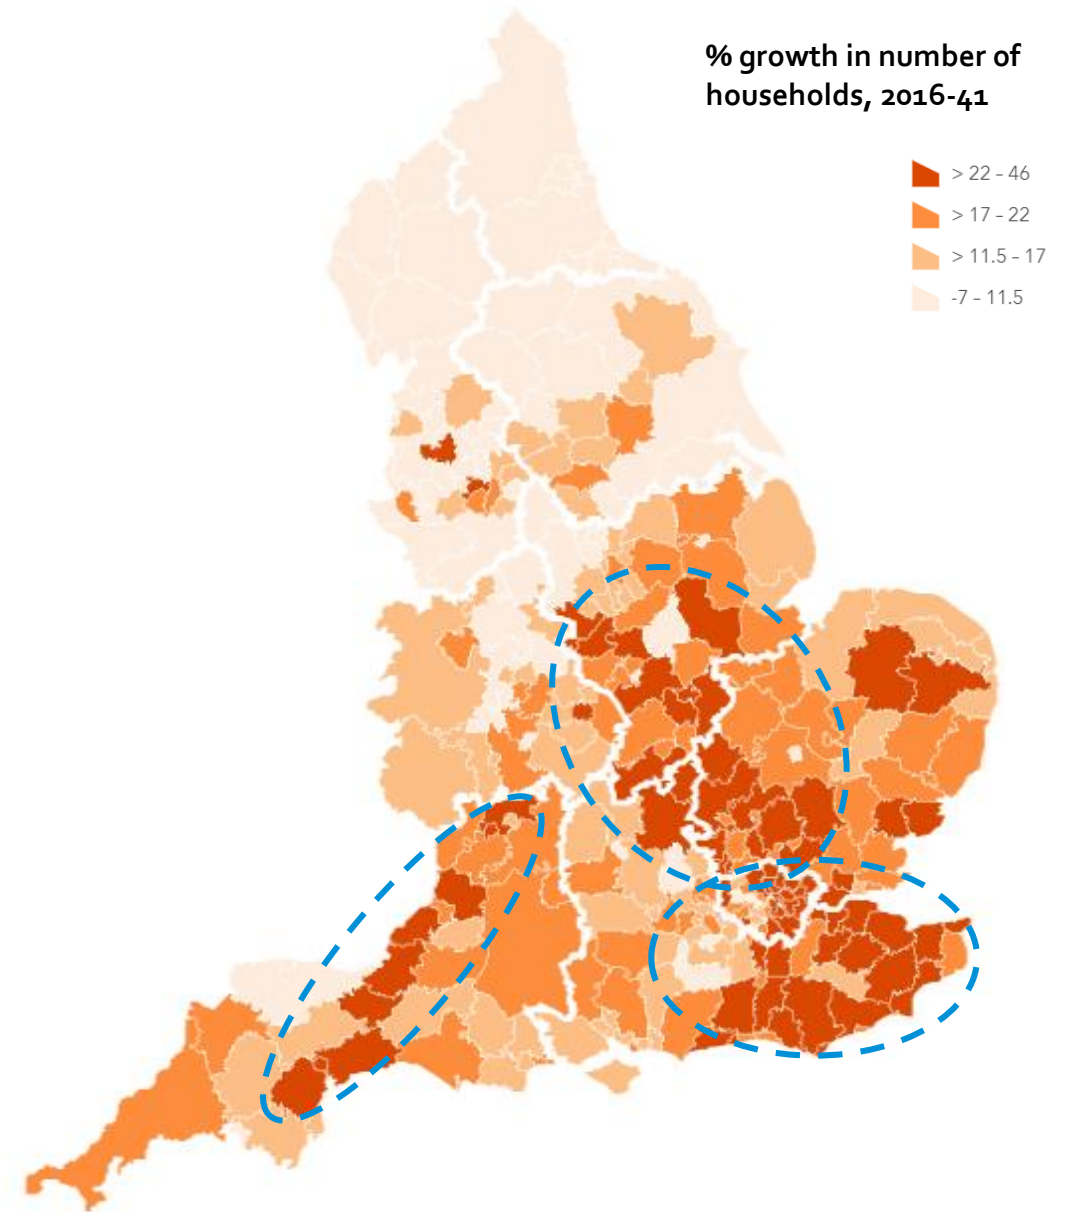 % growth in number of
households, 2016-41
> 22 - 46
> 17 - 22
> 11.5 - 17
-7 - 11.5